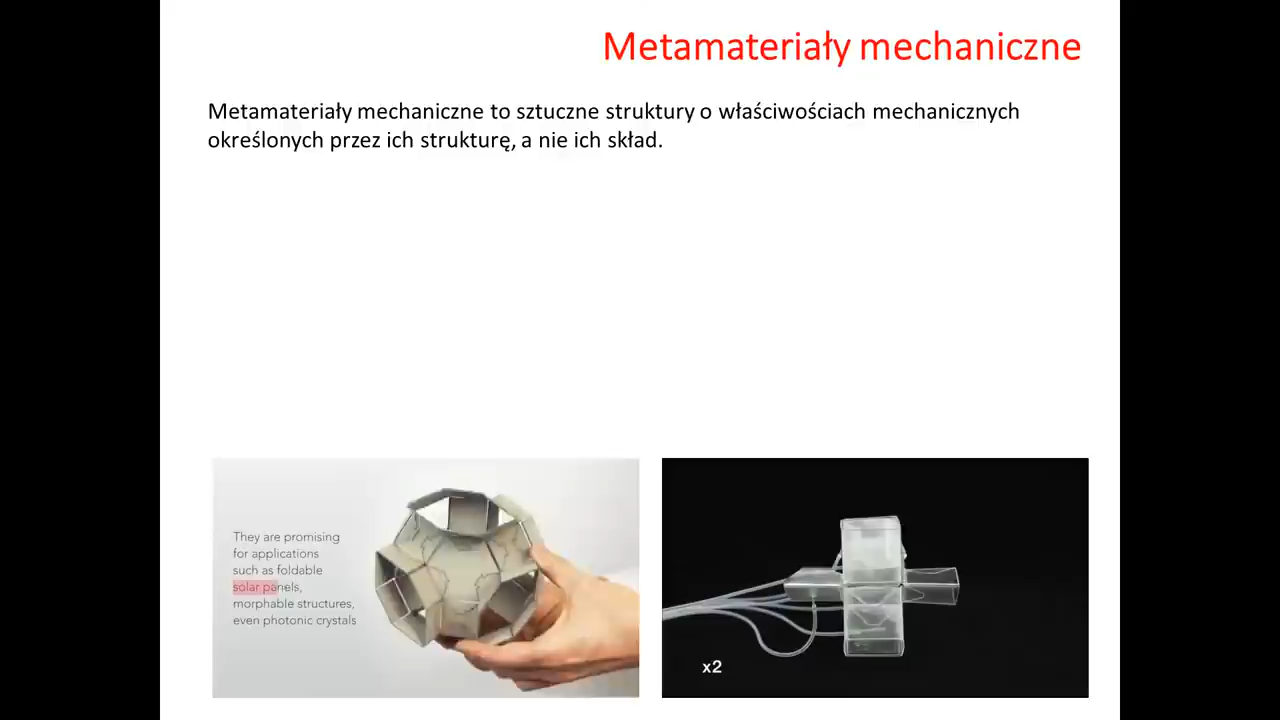 Metamateriały mechaniczne
Metamateriały mechaniczne to sztuczne struktury o właściwościach mechanicznych
określonych przez ich strukturę, a nie ich skład.
They are promising
for applications
such as foldable
solar panels,
morphable structures,
even photonic crystals
x2